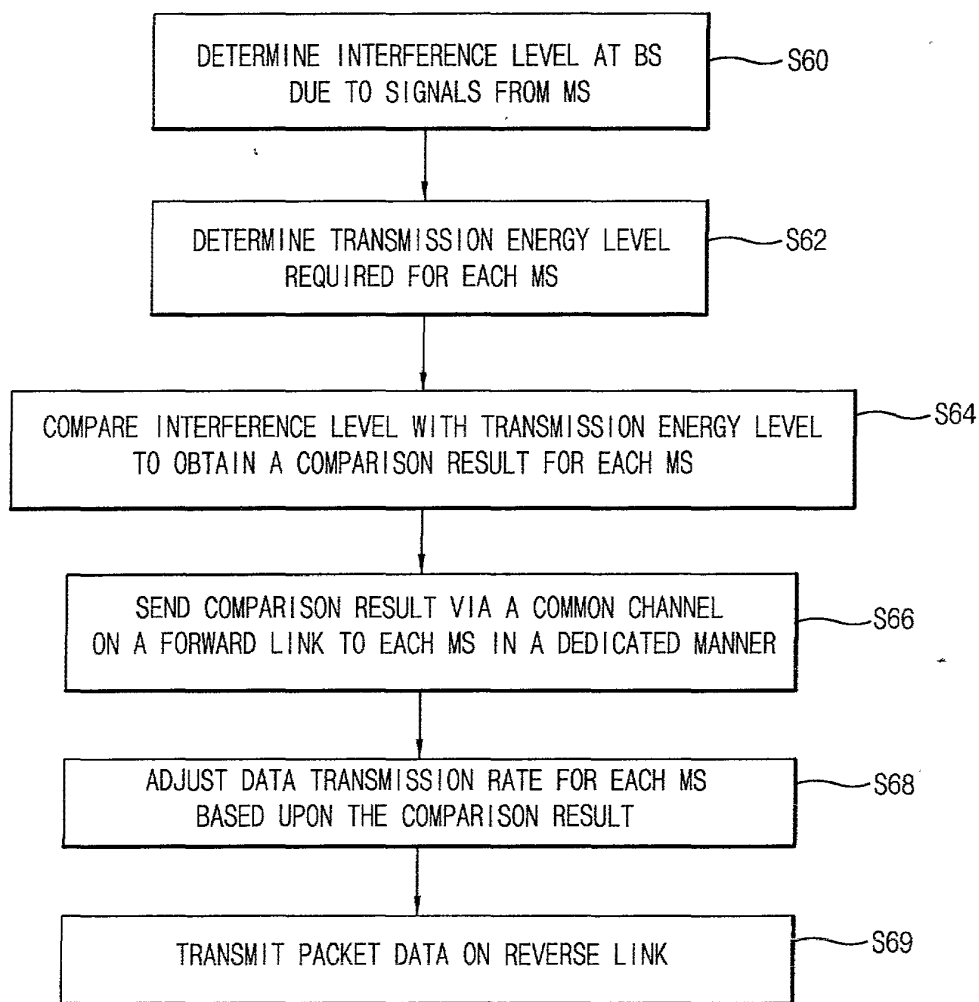 DETERMINE INTERFERENCE LEVEL AT BS
DUE TO SIGNALS FROM MS
S60
DETERMINE TRANSMISSION ENERGY LEVEL
REQUIRED FOR EACH MS
S62
COMPARE INTERFERENCE LEVEL WITH TRANSMISSION ENERGY LEVEL
TO OBTAIN A COMPARISON RESULT FOR EACH MS
S64
SEND COMPARISON RESULT VIA A COMMON CHANNEL
ON A FORWARD LINK TO EACH MS IN A DEDICATED MANNER
S66
ADJUST DATA TRANSMISSION RATE FOR EACH MS
BASED UPON THE COMPARISON RESULT
S68
TRANSMIT PACKET DATA ON REVERSE LINK
S69